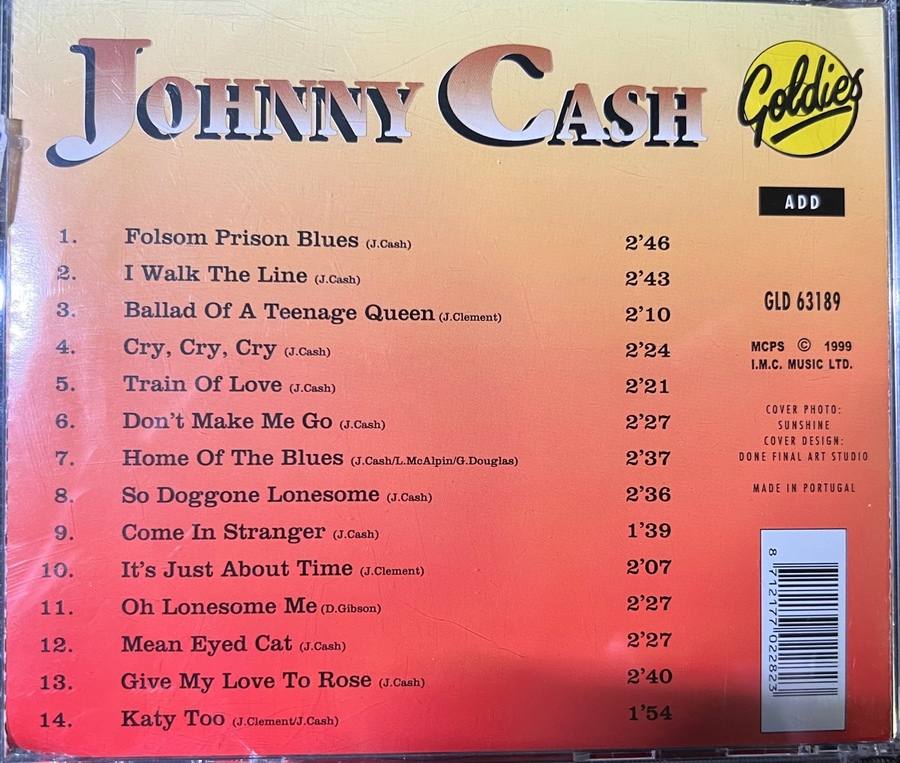 JOHNNY CASH
Goldies
ADD
1. Folsom Prison Blues (J.Cash) 2'46
2. I Walk The Line (J.Cash) 2'43
3. Ballad Of A Teenage Queen (J.Clement) 2'10
4. Cry, Cry, Cry (J.Cash) 2'24
5. Train Of Love (J.Cash) 2'21
6. Don't Make Me Go (J.Cash) 2'27
7. Home Of The Blues (J.Cash/L.McAlpin/G.Douglas) 2'37
8. So Doggone Lonesome (J.Cash) 2'36
9. Come In Stranger (J.Cash) 1'39
10. It's Just About Time (J.Clement) 2'07
11. Oh Lonesome Me (D.Gibson) 2'27
12. Mean Eyed Cat (J.Cash) 2'27
13. Give My Love To Rose (J.Cash) 2'40
14. Katy Too (J.Clement/J.Cash) 1'54
GLD 63189
MCPS © 1999
I.M.C. MUSIC LTD.
COVER PHOTO:
SUNSHINE
COVER DESIGN:
DONE FINAL ART STUDIO
MADE IN PORTUGAL
8 712177 022823